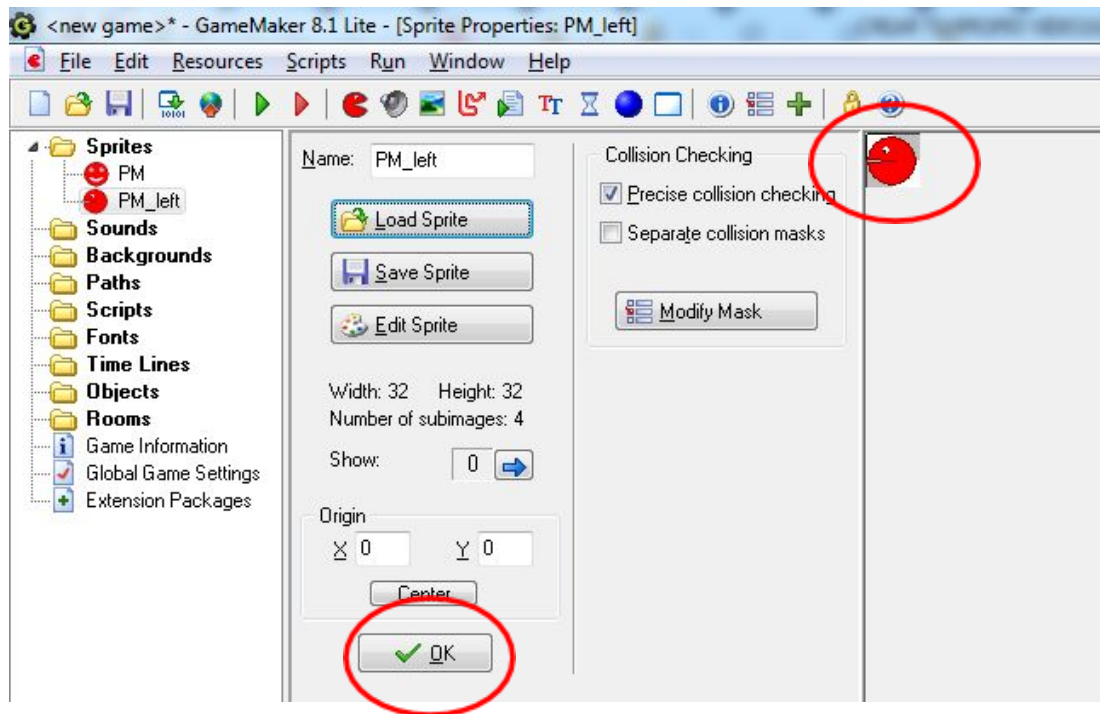 <new game>* - GameMaker 8.1 Lite - [Sprite Properties: PM_left]
File Edit Resources Scripts Run Window Help
Sprites
PM
PM_left
Sounds
Backgrounds
Paths
Scripts
Fonts
Time Lines
Objects
Rooms
Game Information
Global Game Settings
Extension Packages
Name: PM_left
Load Sprite
Save Sprite
Edit Sprite
Width: 32 Height: 32
Number of subimages: 4
Show: 0
Origin
X 0 Y 0
Center
OK
Collision Checking
Precise collision checking
Separate collision masks
Modify Mask